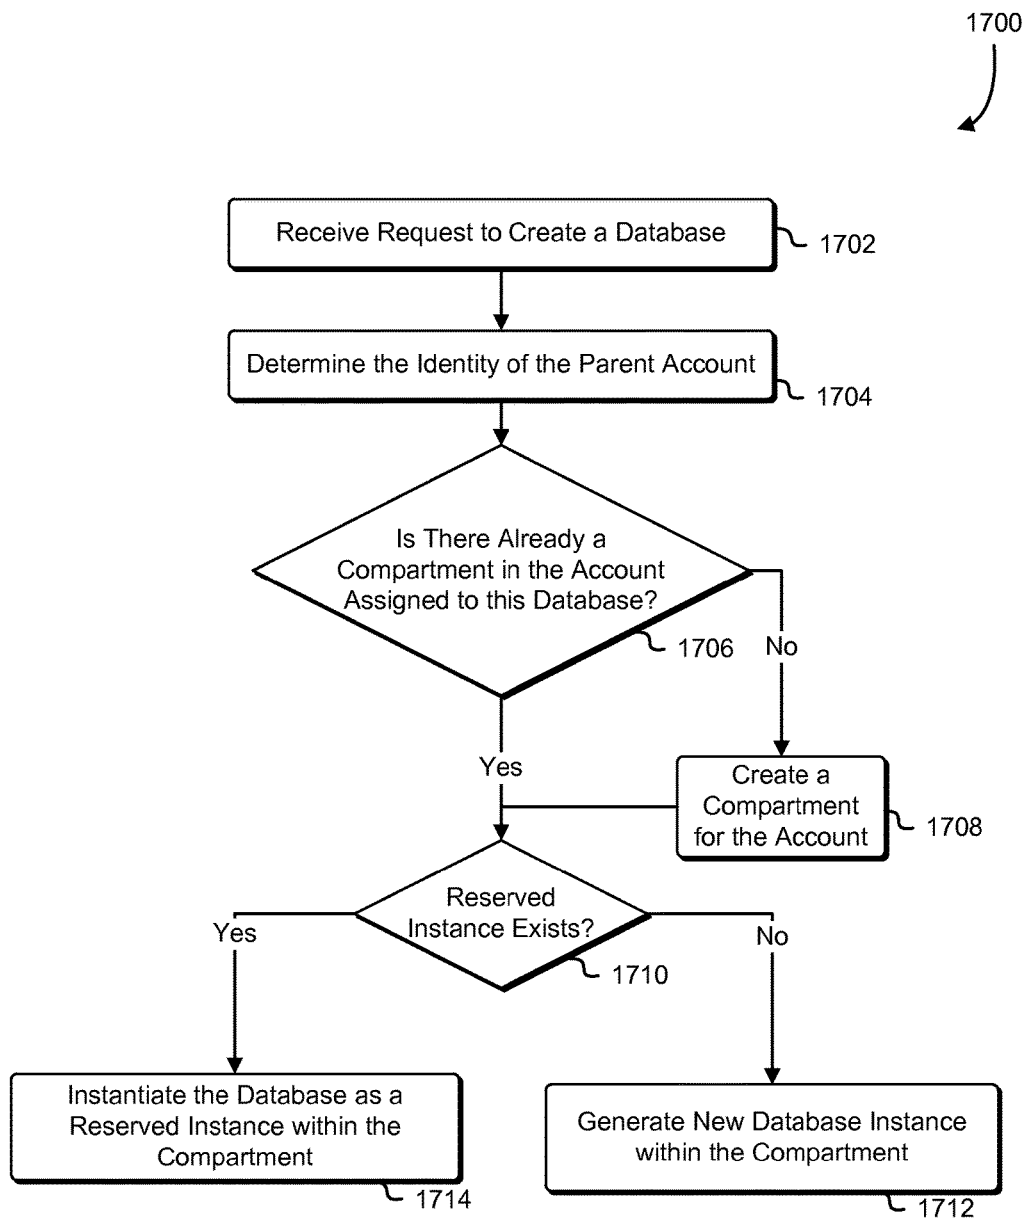 1700
Receive Request to Create a Database
1702
Determine the Identity of the Parent Account
1704
Is There Already a
Compartment in the Account
Assigned to this Database?
1706
No
Yes
Create a
Compartment
for the Account
1708
Reserved
Instance Exists?
Yes
No
1710
Instantiate the Database as a
Reserved Instance within the
Compartment
1714
Generate New Database Instance
within the Compartment
1712